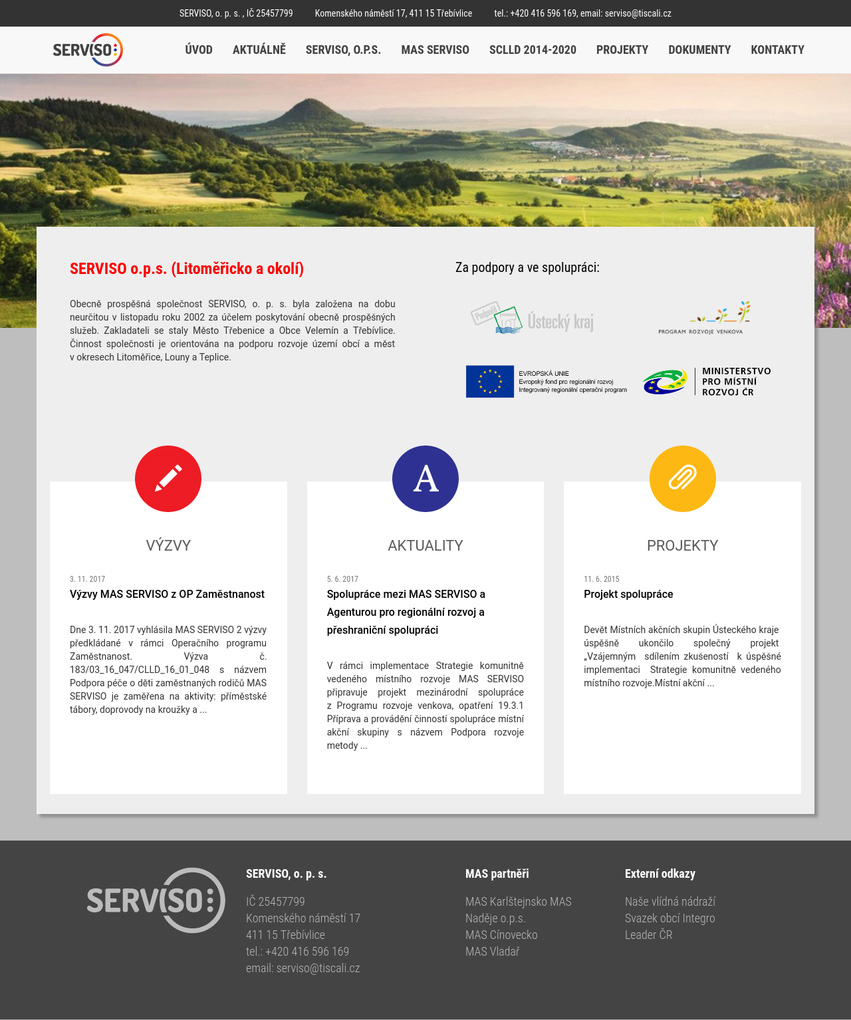 SERVISO, o. p. s. , IČ 25457799 Komenského náměstí 17, 411 15 Třebívlice tel.: +420 416 596 169, email: serviso@tiscali.cz
SERVISO
ÚVOD AKTUÁLNĚ SERVISO, O.P.S. MAS SERVISO SCLLD 2014-2020 PROJEKTY DOKUMENTY KONTAKTY
SERVISO o.p.s. (Litoměřicko a okolí)
Obecně prospěšná společnost SERVISO, o. p. s. byla založena na dobu
neurčitou v listopadu roku 2002 za účelem poskytování obecně prospěšných
služeb. Zakladateli se staly Město Třebenice a Obce Velemín a Třebívlice.
Činnost společnosti je orientována na podporu rozvoje území obcí a měst
v okresech Litoměřice, Louny a Teplice.
Za podpory a ve spolupráci:
Ústecký kraj
PROGRAM ROZVOJE VENKOVA
EVROPSKÁ UNIE
Evropský fond pro regionální rozvoj
Integrovaný regionální operační program
MINISTERSTVO
PRO MÍSTNÍ
ROZVOJ ČR
VÝZVY
3. 11. 2017
Výzvy MAS SERVISO z OP Zaměstnanost
Dne 3. 11. 2017 vyhlásila MAS SERVISO 2 výzvy
předkládané v rámci Operačního programu
Zaměstnanost. Výzva č.
183/03_16_047/CLLD_16_01_048 s názvem
Podpora péče o děti zaměstnaných rodičů MAS
SERVISO je zaměřena na aktivity: příměstské
tábory, doprovody na kroužky a ...
A
AKTUALITY
5. 6. 2017
Spolupráce mezi MAS SERVISO a
Agenturou pro regionální rozvoj a
přeshraniční spolupráci
V rámci implementace Strategie komunitně
vedeného místního rozvoje MAS SERVISO
připravuje projekt mezinárodní spolupráce
z Programu rozvoje venkova, opatření 19.3.1
Příprava a provádění činností spolupráce místní
akční skupiny s názvem Podpora rozvoje
metody ...
PROJEKTY
11. 6. 2015
Projekt spolupráce
Devět Místních akčních skupin Ústeckého kraje
úspěšně ukončilo společný projekt
„Vzájemným sdílením zkušeností k úspěšné
implementaci Strategie komunitně vedeného
místního rozvoje.Místní akční ...
SERVISO
SERVISO, o. p. s.
IČ 25457799
Komenského náměstí 17
411 15 Třebívlice
tel.: +420 416 596 169
email: serviso@tiscali.cz
MAS partněři
MAS Karlštejnsko MAS
Naděje o.p.s.
MAS Cínovecko
MAS Vladař
Externí odkazy
Naše vlídná nádraží
Svazek obcí Integro
Leader ČR